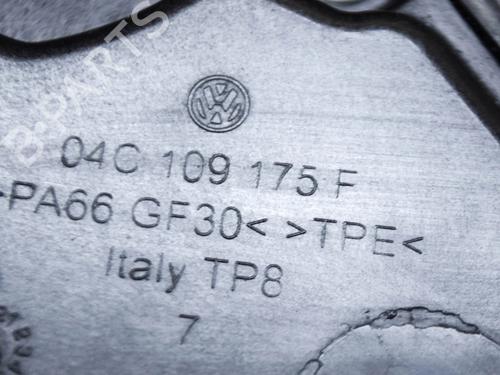 B-PARTS
04C 109 175 F
>PA66 GF30< >TPE<
Italy TP8
7